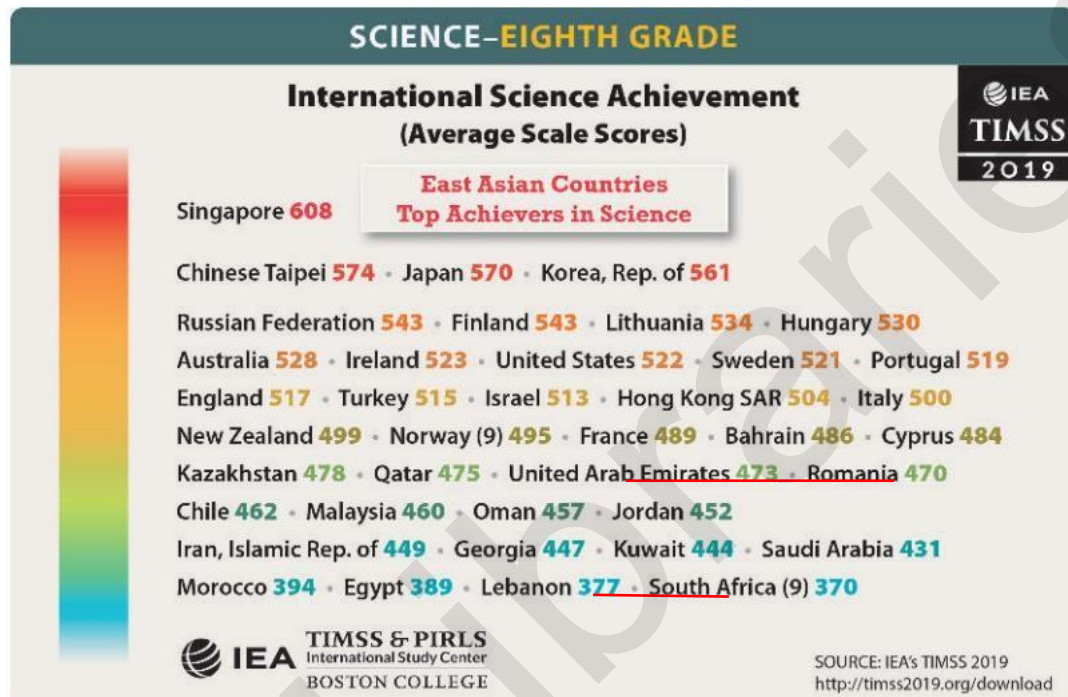 SCIENCE–EIGHTH GRADE
International Science Achievement
(Average Scale Scores)
IEA
TIMSS
2019
East Asian Countries
Top Achievers in Science
Singapore 608
Chinese Taipei 574 • Japan 570 • Korea, Rep. of 561
Russian Federation 543 • Finland 543 • Lithuania 534 • Hungary 530
Australia 528 • Ireland 523 • United States 522 • Sweden 521 • Portugal 519
England 517 • Turkey 515 • Israel 513 • Hong Kong SAR 504 • Italy 500
New Zealand 499 • Norway (9) 495 • France 489 • Bahrain 486 • Cyprus 484
Kazakhstan 478 • Qatar 475 • United Arab Emirates 473 • Romania 470
Chile 462 • Malaysia 460 • Oman 457 • Jordan 452
Iran, Islamic Rep. of 449 • Georgia 447 • Kuwait 444 • Saudi Arabia 431
Morocco 394 • Egypt 389 • Lebanon 377 • South Africa (9) 370
IEA
TIMSS & PIRLS
International Study Center
BOSTON COLLEGE
SOURCE: IEA's TIMSS 2019
http://timss2019.org/download